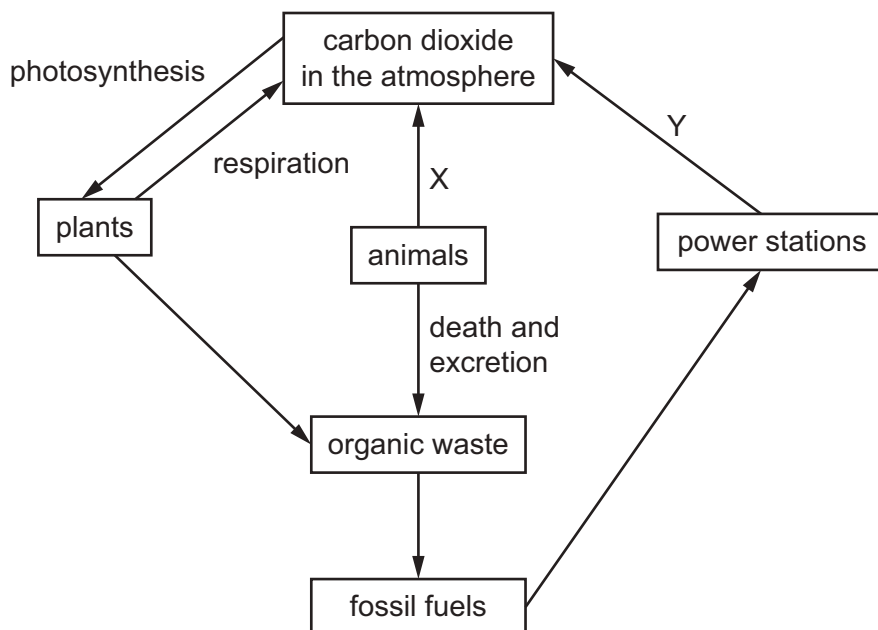 carbon dioxide
in the atmosphere
photosynthesis
respiration
X
Y
plants
animals
power stations
death and
excretion
organic waste
fossil fuels